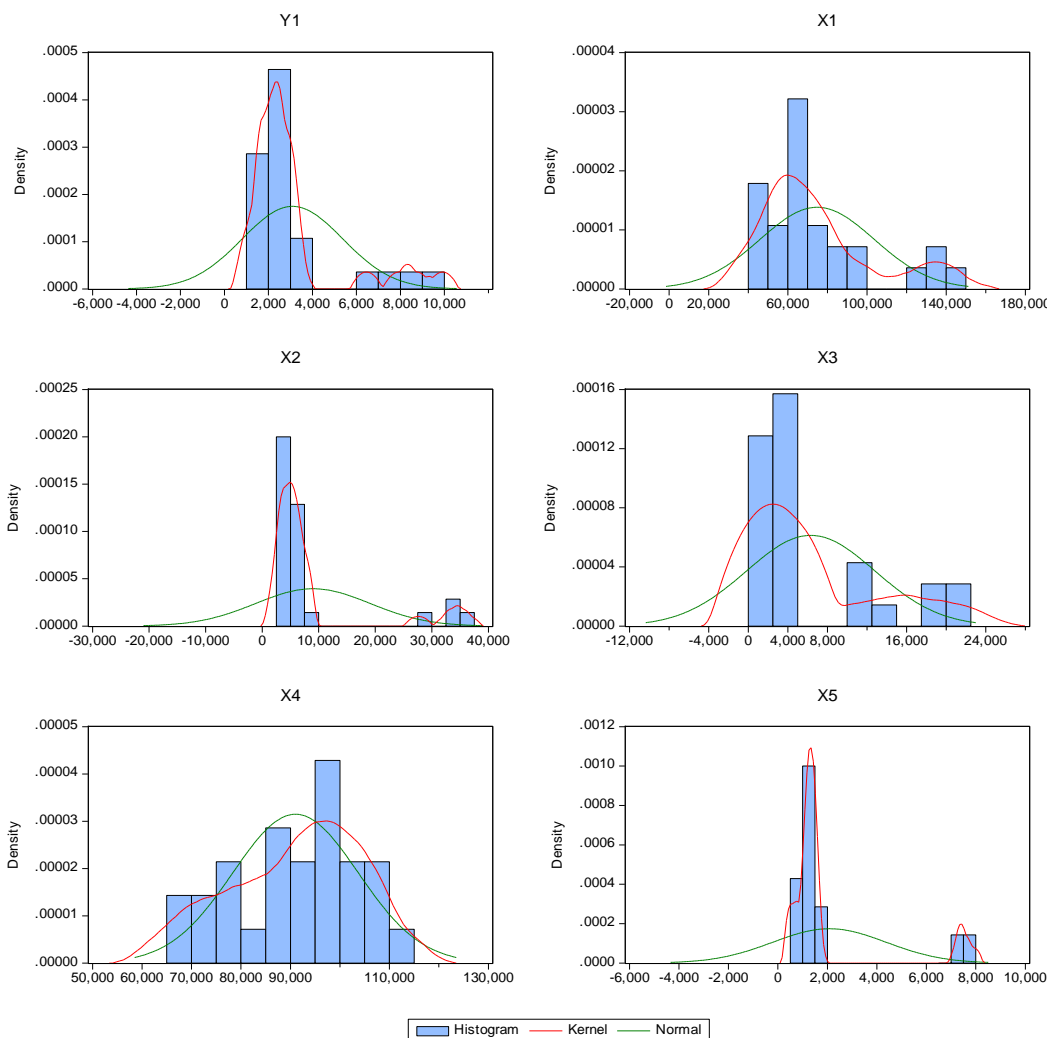 Y1
.0005
.0004
.0003
.0002
.0001
.0000
Density
-6,000 -4,000 -2,000 0 2,000 4,000 6,000 8,000 10,000
X1
.00004
.00003
.00002
.00001
.00000
Density
-20,000 0 20,000 60,000 100,000 140,000 180,000
X2
.00025
.00020
.00015
.00010
.00005
.00000
Density
-30,000 -20,000 -10,000 0 10,000 20,000 30,000 40,000
X3
.00016
.00012
.00008
.00004
.00000
Density
-12,000 -4,000 0 4,000 8,000 16,000 24,000
X4
.00005
.00004
.00003
.00002
.00001
.00000
Density
50,000 60,000 70,000 80,000 90,000 110,000 130,000
X5
.0012
.0010
.0008
.0006
.0004
.0002
.0000
Density
-6,000 -4,000 -2,000 0 2,000 4,000 6,000 8,000 10,000
Histogram Kernel Normal